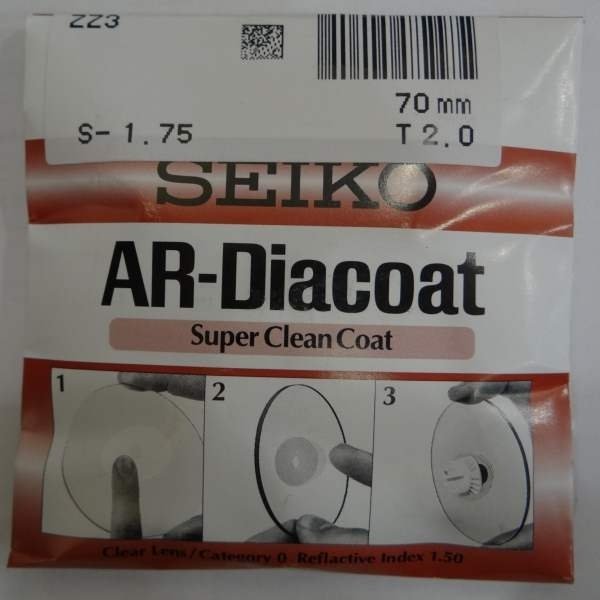 ZZ3
70 mm
S- 1.75 T 2.0
SEIKO
AR-Diacoat
Super Clean Coat
1 2 3
Clear Lens / Category 0 Reflactive Index 1.50